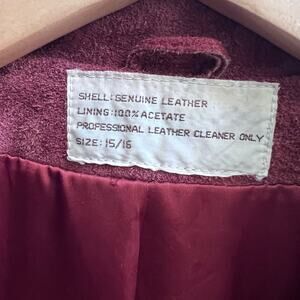 SHELL: GENUINE LEATHER
LINING: 100% ACETATE
PROFESSIONAL LEATHER CLEANER ONLY
SIZE: 15/16